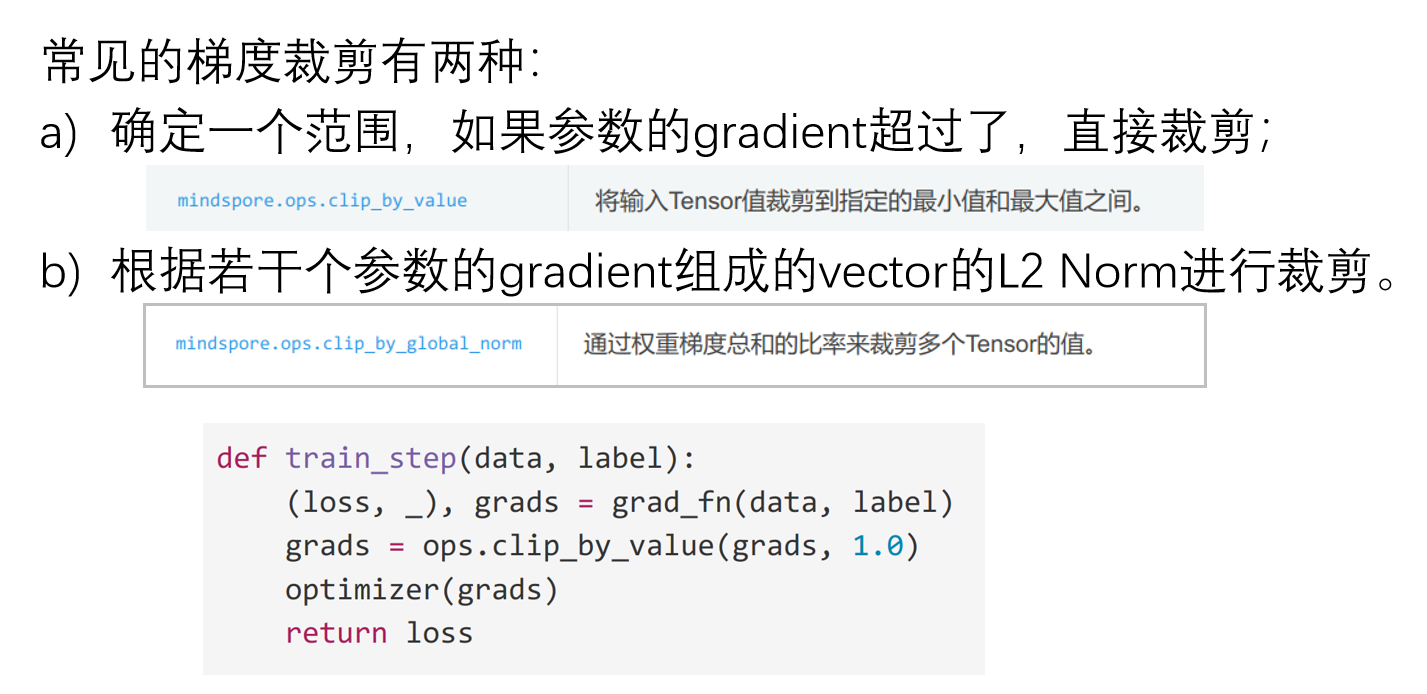 常见的梯度裁剪有两种：
a) 确定一个范围，如果参数的gradient超过了，直接裁剪；
mindspore.ops.clip_by_value 将输入Tensor值裁剪到指定的最小值和最大值之间。
b) 根据若干个参数的gradient组成的vector的L2 Norm进行裁剪。
mindspore.ops.clip_by_global_norm 通过权重梯度总和的比率来裁剪多个Tensor的值。
def train_step(data, label):
    (loss, _), grads = grad_fn(data, label)
    grads = ops.clip_by_value(grads, 1.0)
    optimizer(grads)
    return loss